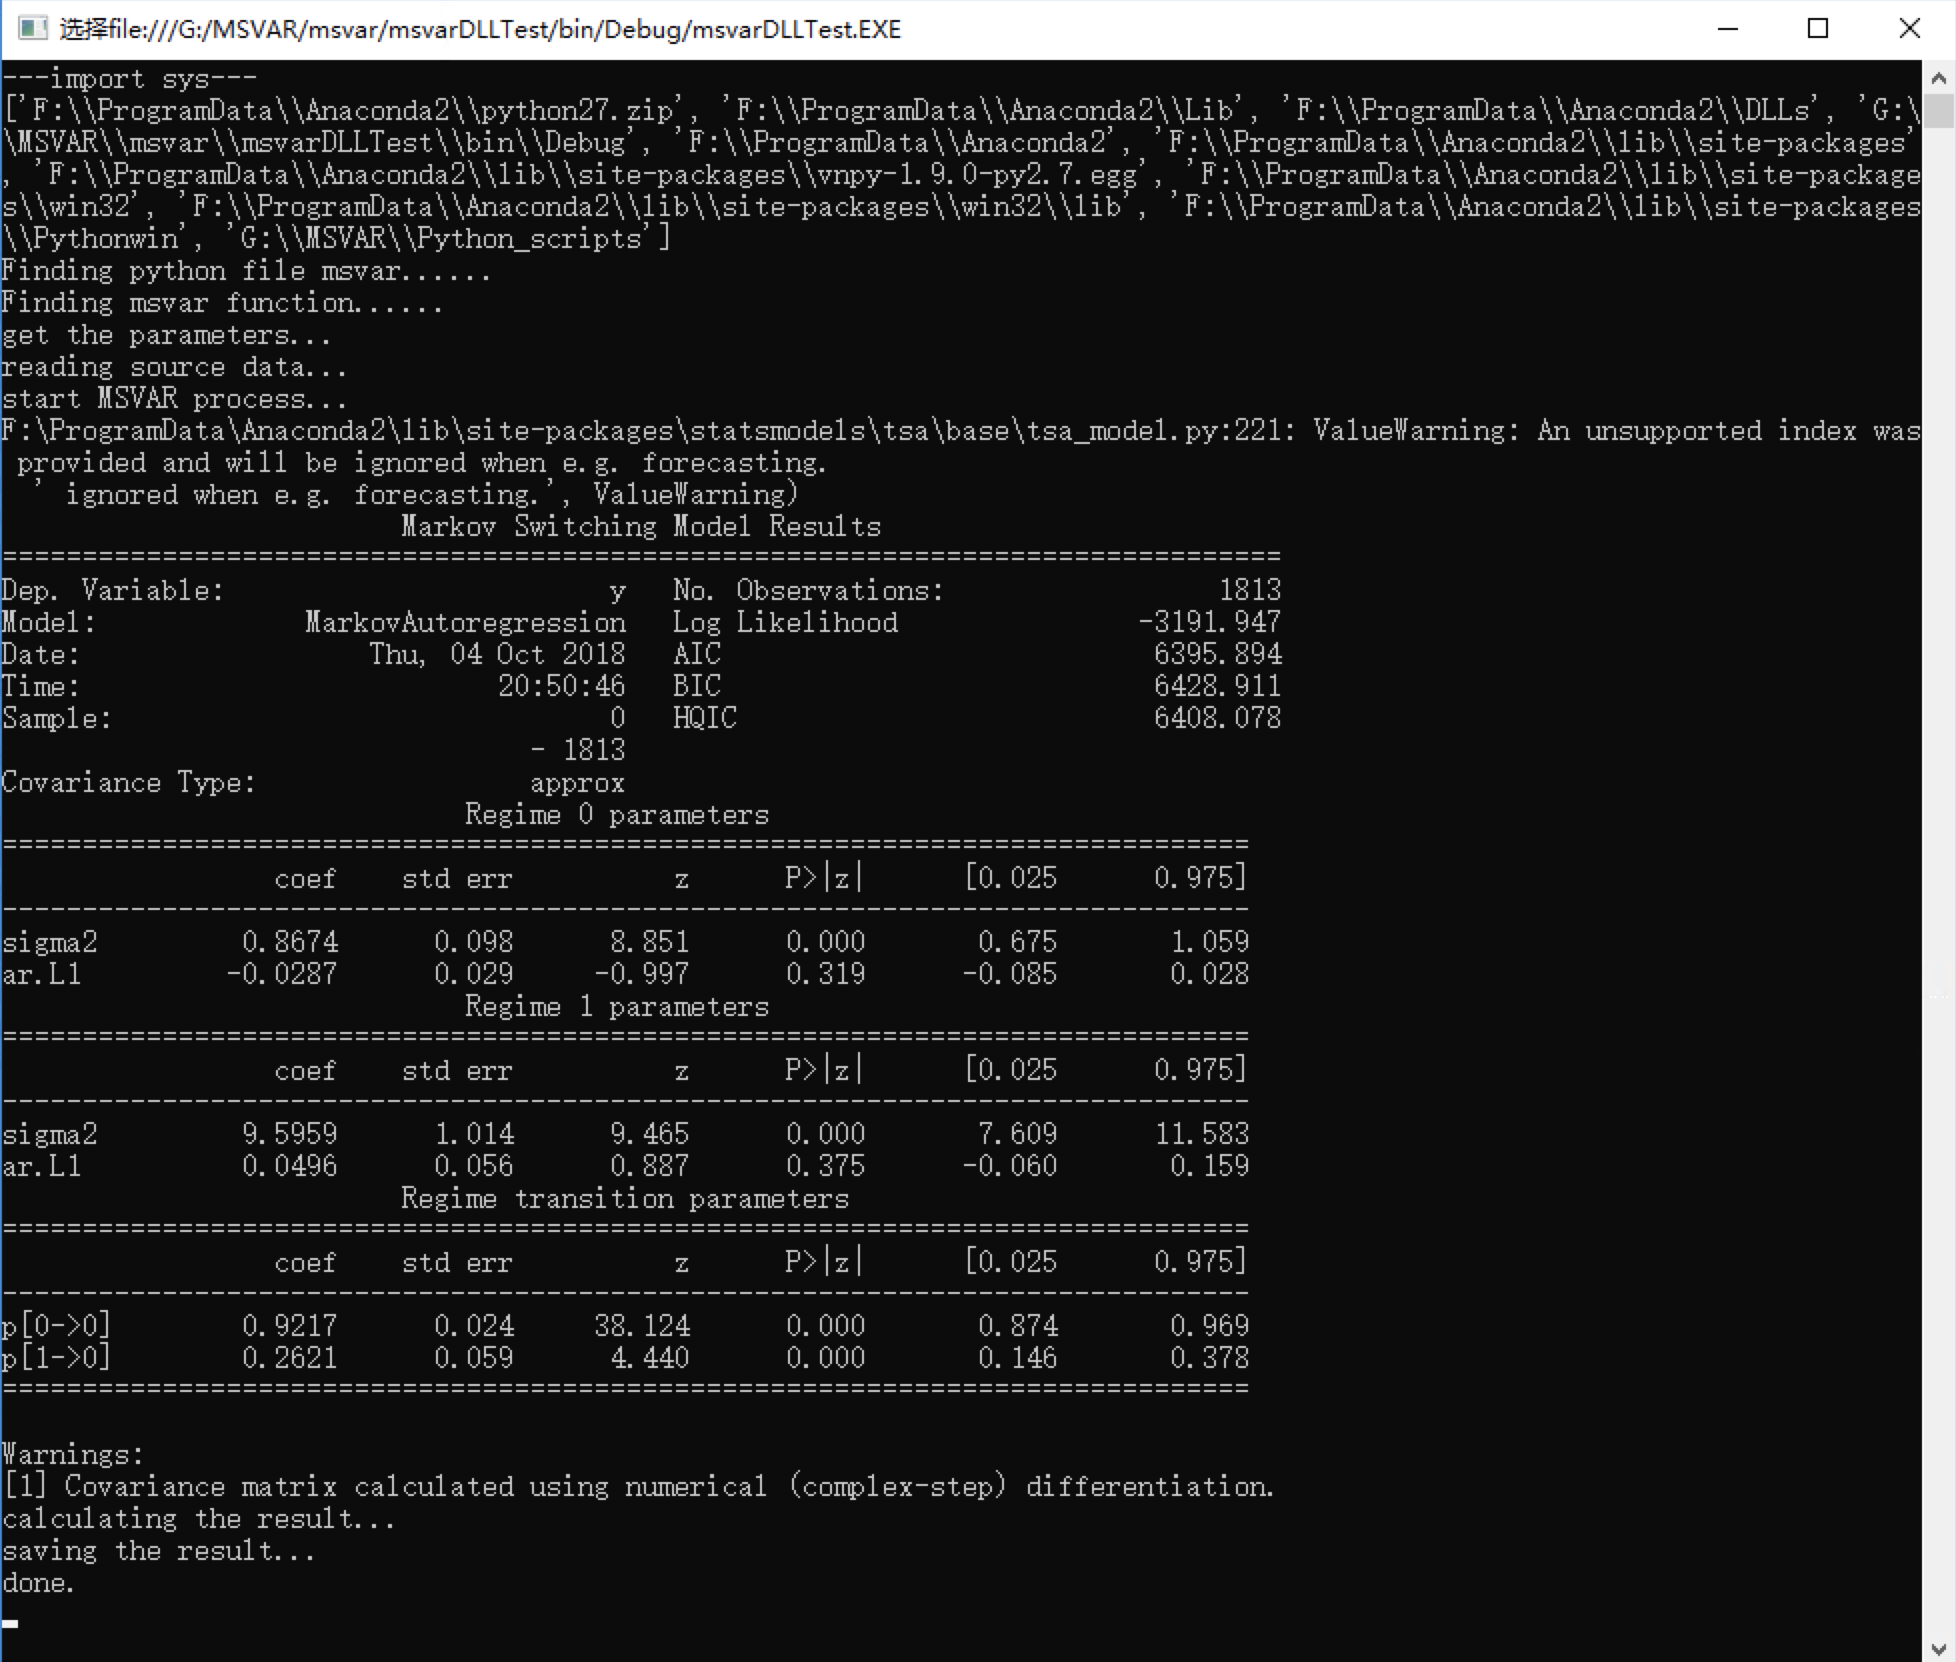 选择file:///G:/MSVAR/msvar/msvarDLLTest/bin/Debug/msvarDLLTest.EXE
---import sys---
['F:\\ProgramData\\Anaconda2\\python27.zip', 'F:\\ProgramData\\Anaconda2\\Lib', 'F:\\ProgramData\\Anaconda2\\DLLs', 'G:\
\MSVAR\\msvar\\msvarDLLTest\\bin\\Debug', 'F:\\ProgramData\\Anaconda2', 'F:\\ProgramData\\Anaconda2\\lib\\site-packages'
, 'F:\\ProgramData\\Anaconda2\\lib\\site-packages\\vnpy-1.9.0-py2.7.egg', 'F:\\ProgramData\\Anaconda2\\lib\\site-package
s\\win32', 'F:\\ProgramData\\Anaconda2\\lib\\site-packages\\win32\\lib', 'F:\\ProgramData\\Anaconda2\\lib\\site-packages
\\Pythonwin', 'G:\\MSVAR\\Python_scripts']
Finding python file msvar......
Finding msvar function......
get the parameters...
reading source data...
start MSVAR process...
F:\ProgramData\Anaconda2\lib\site-packages\statsmodels\tsa\base\tsa_model.py:221: ValueWarning: An unsupported index was
 provided and will be ignored when e.g. forecasting.
  ' ignored when e.g. forecasting.', ValueWarning)
                         Markov Switching Model Results
================================================================================
Dep. Variable:                        y   No. Observations:                 1813
Model:             MarkovAutoregression   Log Likelihood               -3191.947
Date:                  Thu, 04 Oct 2018   AIC                           6395.894
Time:                          20:50:46   BIC                           6428.911
Sample:                               0   HQIC                          6408.078
                                 - 1813
Covariance Type:                 approx
                             Regime 0 parameters
==============================================================================
                 coef    std err          z      P>|z|      [0.025      0.975]
------------------------------------------------------------------------------
sigma2         0.8674      0.098      8.851      0.000       0.675       1.059
ar.L1         -0.0287      0.029     -0.997      0.319      -0.085       0.028
                             Regime 1 parameters
==============================================================================
                 coef    std err          z      P>|z|      [0.025      0.975]
------------------------------------------------------------------------------
sigma2         9.5959      1.014      9.465      0.000       7.609      11.583
ar.L1          0.0496      0.056      0.887      0.375      -0.060       0.159
                         Regime transition parameters
==============================================================================
                 coef    std err          z      P>|z|      [0.025      0.975]
------------------------------------------------------------------------------
p[0->0]        0.9217      0.024     38.124      0.000       0.874       0.969
p[1->0]        0.2621      0.059      4.440      0.000       0.146       0.378
==============================================================================
Warnings:
[1] Covariance matrix calculated using numerical (complex-step) differentiation.
calculating the result...
saving the result...
done.